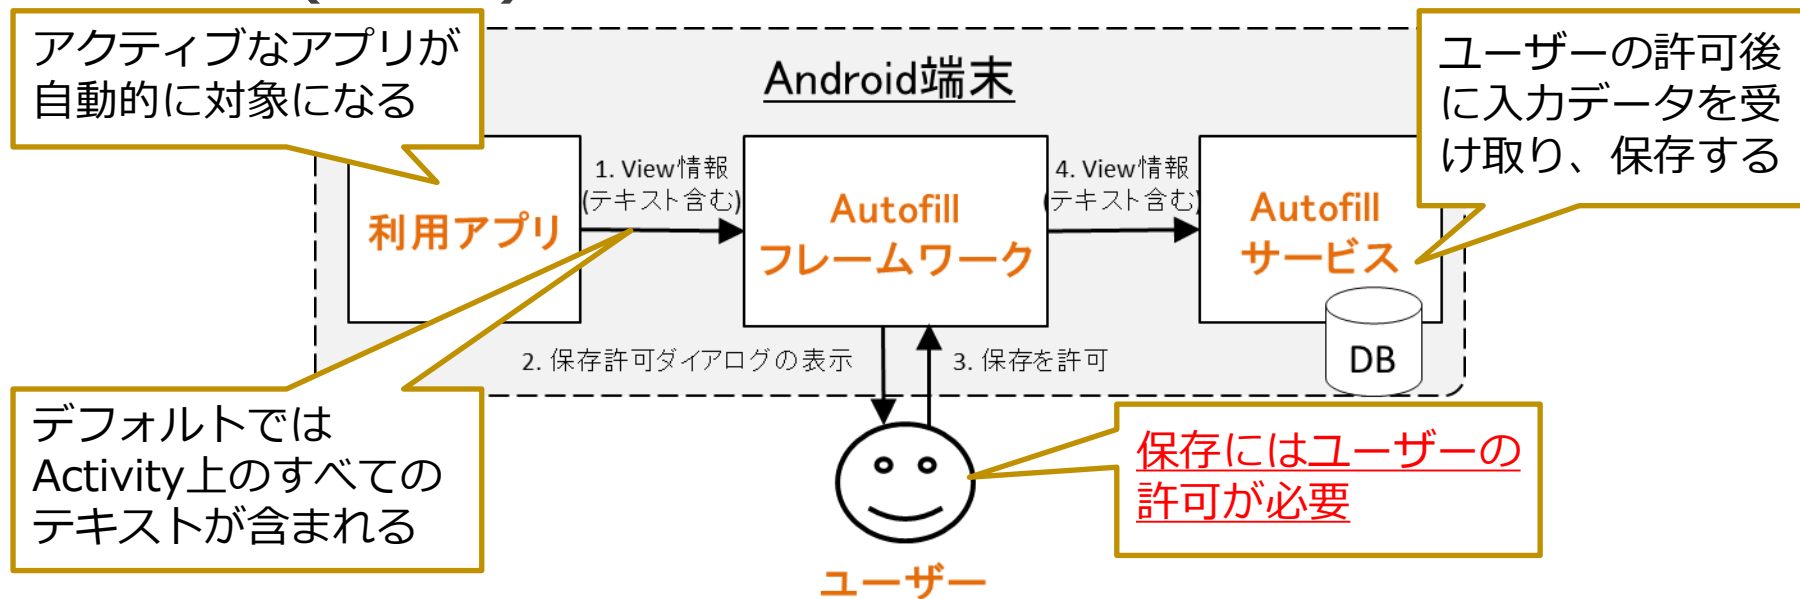 アクティブなアプリが
自動的に対象になる
Android端末
ユーザーの許可後
に入力データを受
け取り、保存する
1. View情報
(テキスト含む)
4. View情報
(テキスト含む)
利用アプリ
Autofill
フレームワーク
Autofill
サービス
2. 保存許可ダイアログの表示
3. 保存を許可
DB
デフォルトでは
Activity上のすべての
テキストが含まれる
保存にはユーザーの
許可が必要
ユーザー